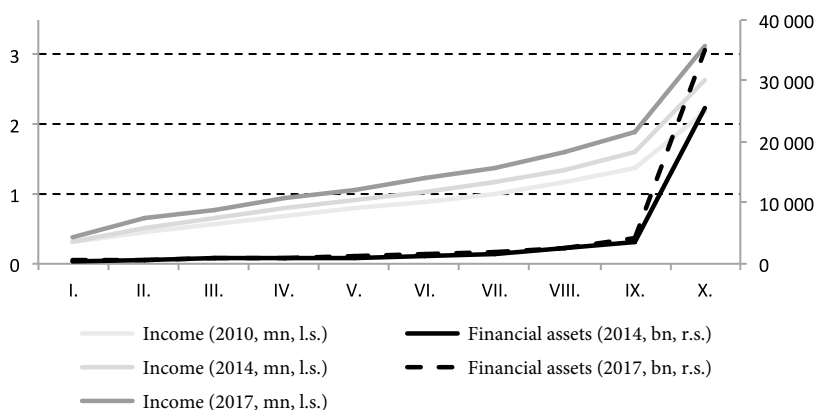 40 000
3
30 000
2
20 000
1
10 000
0
0
I. II. III. IV. V. VI. VII. VIII. IX. X.
Income (2010, mn, l.s.)
Income (2014, mn, l.s.)
Income (2017, mn, l.s.)
Financial assets (2014, bn, r.s.)
Financial assets (2017, bn, r.s.)